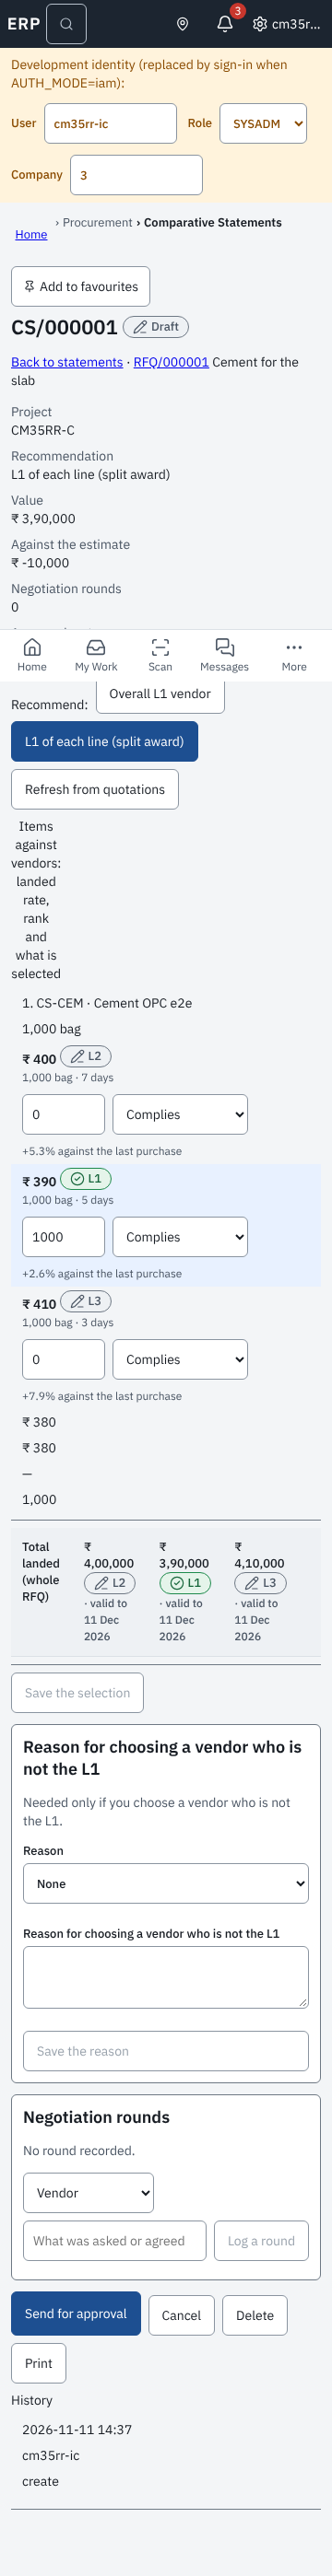 ERP
3
cm35r...
Development identity (replaced by sign-in when
AUTH_MODE=iam):
User cm35rr-ic Role SYSADM
Company 3
Home › Procurement › Comparative Statements
Add to favourites
CS/000001 Draft
Back to statements · RFQ/000001 Cement for the
slab
Project
CM35RR-C
Recommendation
L1 of each line (split award)
Value
₹ 3,90,000
Against the estimate
₹ -10,000
Negotiation rounds
0
Home My Work Scan Messages More
Recommend: Overall L1 vendor
L1 of each line (split award)
Refresh from quotations
Items
against
vendors:
landed
rate,
rank
and
what is
selected
1. CS-CEM · Cement OPC e2e
1,000 bag
₹ 400 L2
1,000 bag · 7 days
0 Complies
+5.3% against the last purchase
₹ 390 L1
1,000 bag · 5 days
1000 Complies
+2.6% against the last purchase
₹ 410 L3
1,000 bag · 3 days
0 Complies
+7.9% against the last purchase
₹ 380
₹ 380
—
1,000
Total landed (whole RFQ)
₹ 4,00,000 L2 · valid to 11 Dec 2026
₹ 3,90,000 L1 · valid to 11 Dec 2026
₹ 4,10,000 L3 · valid to 11 Dec 2026
Save the selection
Reason for choosing a vendor who is
not the L1
Needed only if you choose a vendor who is not
the L1.
Reason
None
Reason for choosing a vendor who is not the L1
Save the reason
Negotiation rounds
No round recorded.
Vendor
What was asked or agreed Log a round
Send for approval Cancel Delete
Print
History
2026-11-11 14:37
cm35rr-ic
create